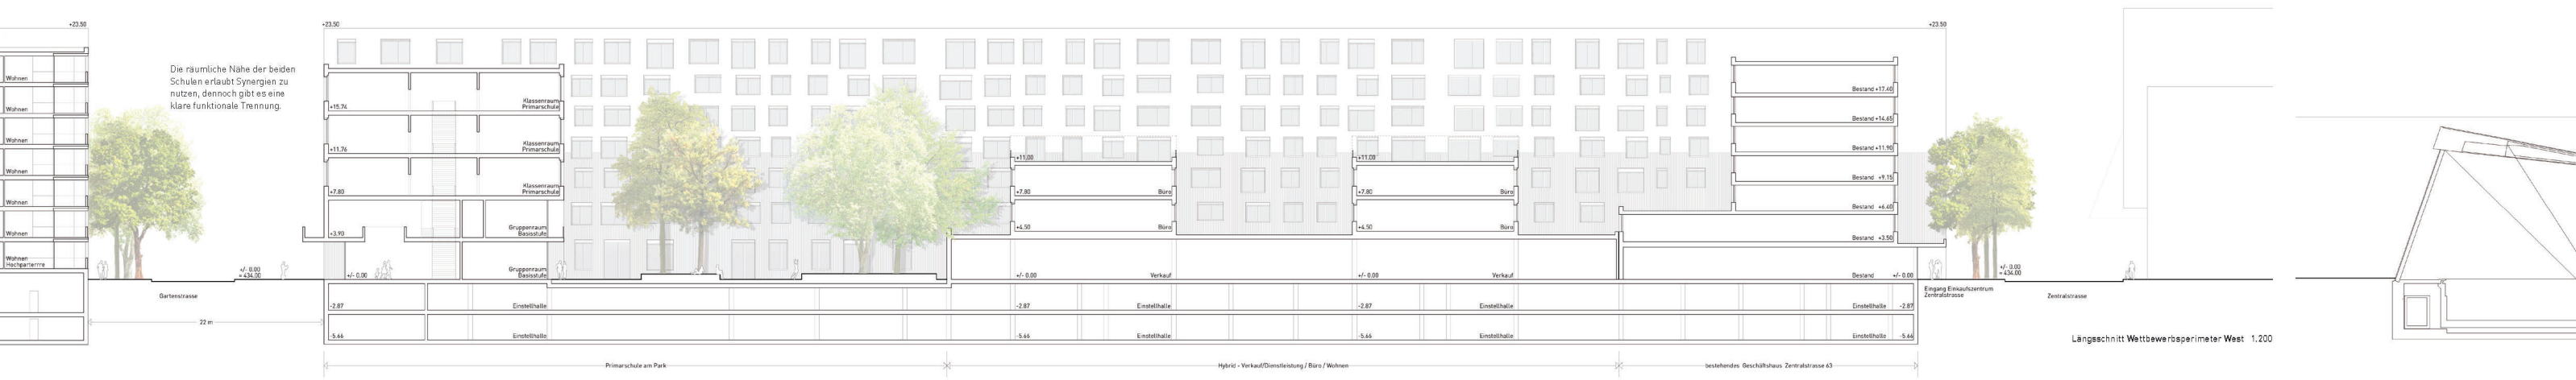 +23.50
+23.50
+23.50
Die räumliche Nähe der beiden
Schulen erlaubt Synergien zu
nutzen, dennoch gibt es eine
klare funktionale Trennung.
Wohnen
Wohnen
Wohnen
Wohnen
Wohnen
Wohnen
Wohnen
Hochparterrre
+15.74
Klassenraum
Primarschule
+11.76
Klassenraum
Primarschule
+7.80
Klassenraum
Primarschule
+3.90
Gruppenraum
Basisstufe
+/- 0.00
Gruppenraum
Basisstufe
+11.00
+7.80 Büro
+4.50 Büro
+/- 0.00 Verkauf
+11.00
+7.80 Büro
+4.50 Büro
+/- 0.00 Verkauf
Bestand +17.40
Bestand +14.65
Bestand +11.90
Bestand +9.15
Bestand +6.40
Bestand +3.50
Bestand +/- 0.00
+/- 0.00
= 434.00
Gartenstrasse
22 m
-2.87 Einstellhalle
-2.87 Einstellhalle
-2.87 Einstellhalle
Einstellhalle -2.87
-5.66 Einstellhalle
-5.66 Einstellhalle
-5.66 Einstellhalle
Einstellhalle -5.66
+/- 0.00
= 434.00
Eingang Einkaufszentrum
Zentralstrasse
Zentralstrasse
Längsschnitt Wettbewerbsperimeter West 1.200
Primarschule am Park
Hybrid - Verkauf/Dienstleistung / Büro / Wohnen
bestehendes Geschäftshaus Zentralstrasse 63